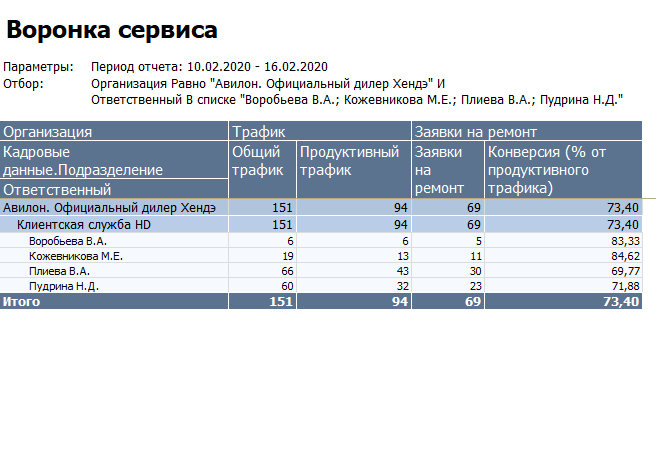 Воронка сервиса
Параметры: Период отчета: 10.02.2020 - 16.02.2020
Отбор: Организация Равно "Авилон. Официальный дилер Хендэ" И
Ответственный В списке "Воробьева В.А.; Кожевникова М.Е.; Плиева В.А.; Пудрина Н.Д."
Организация Трафик Заявки на ремонт
Кадровые Общий Продуктивный Заявки Конверсия (% от
данные.Подразделение трафик трафик на продуктивного
Ответственный ремонт трафика)
Авилон. Официальный дилер Хендэ 151 94 69 73,40
Клиентская служба HD 151 94 69 73,40
Воробьева В.А. 6 6 5 83,33
Кожевникова М.Е. 19 13 11 84,62
Плиева В.А. 66 43 30 69,77
Пудрина Н.Д. 60 32 23 71,88
Итого 151 94 69 73,40